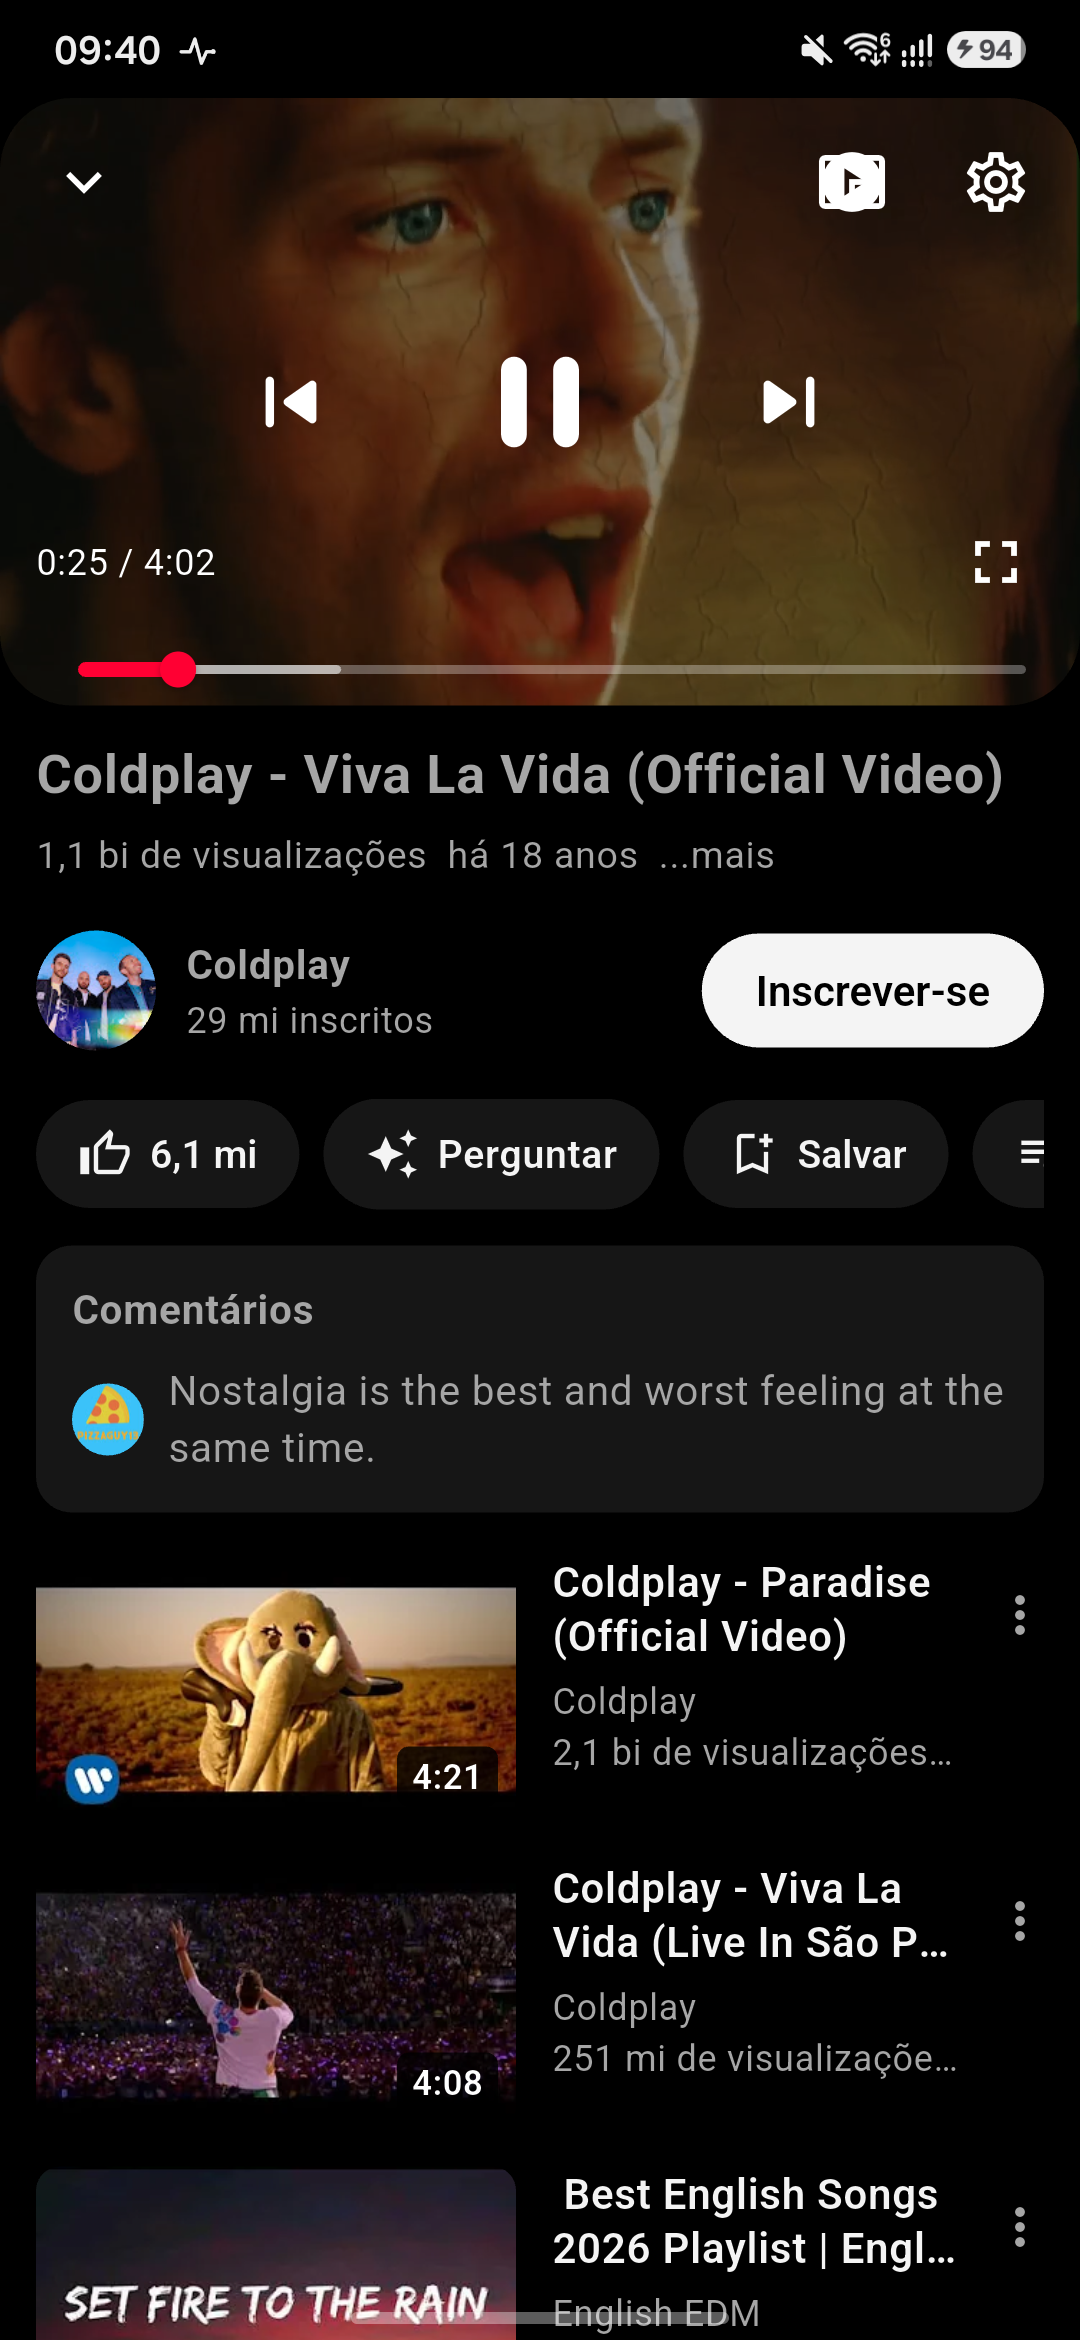 09:40
6
94
0:25 / 4:02
Coldplay - Viva La Vida (Official Video)
1,1 bi de visualizações há 18 anos ...mais
Coldplay
29 mi inscritos
Inscrever-se
6,1 mi
Perguntar
Salvar
Comentários
PIZZAGUY15
Nostalgia is the best and worst feeling at the
same time.
4:21
Coldplay - Paradise
(Official Video)
Coldplay
2,1 bi de visualizações...
4:08
Coldplay - Viva La
Vida (Live In São P...
Coldplay
251 mi de visualizaçõe...
SET FIRE TO THE RAIN
Best English Songs
2026 Playlist | Engl...
English EDM